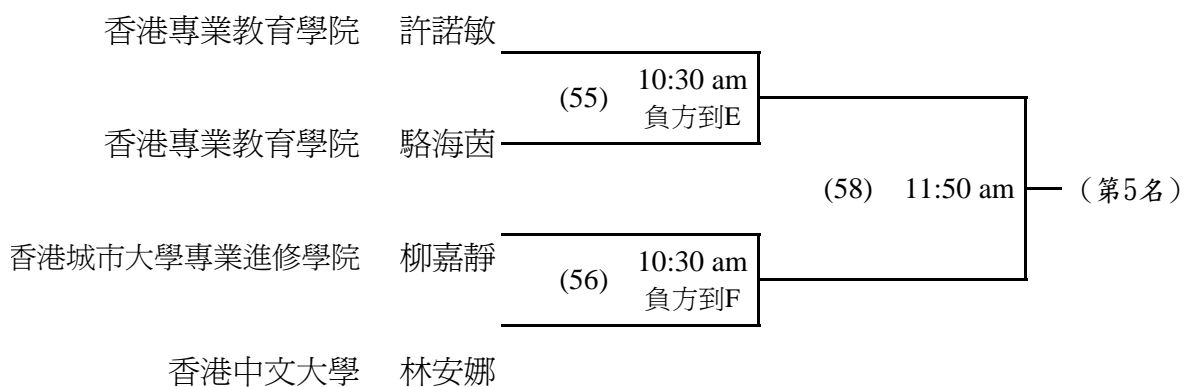 香港專業教育學院 許諾敏
(55) 10:30 am
負方到E
香港專業教育學院 駱海茵
(58) 11:50 am (第5名)
香港城市大學專業進修學院 柳嘉靜
(56) 10:30 am
負方到F
香港中文大學 林安娜